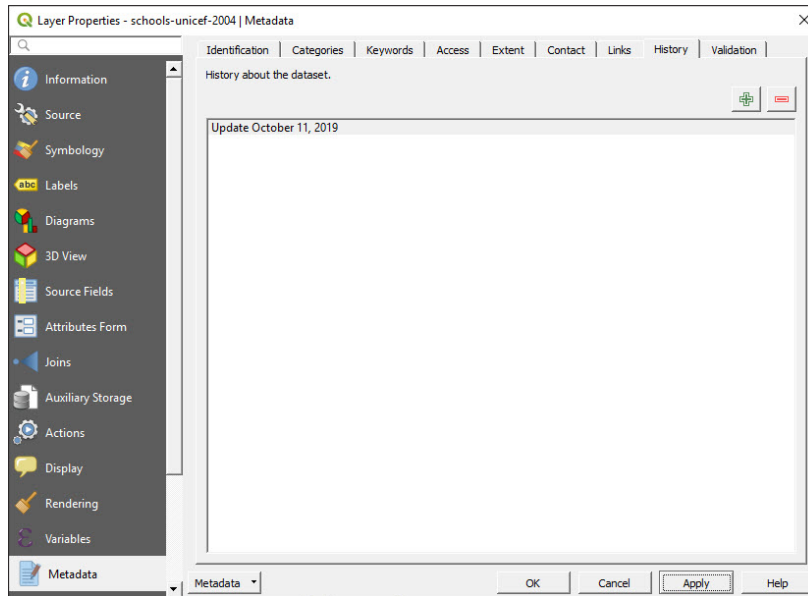 Layer Properties - schools-unicef-2004 | Metadata
Identification
Categories
Keywords
Access
Extent
Contact
Links
History
Validation
Information
Source
Symbology
abc Labels
Diagrams
3D View
Source Fields
Attributes Form
Joins
Auxiliary Storage
Actions
Display
Rendering
Variables
Metadata
History about the dataset.
Update October 11, 2019
Metadata
OK
Cancel
Apply
Help